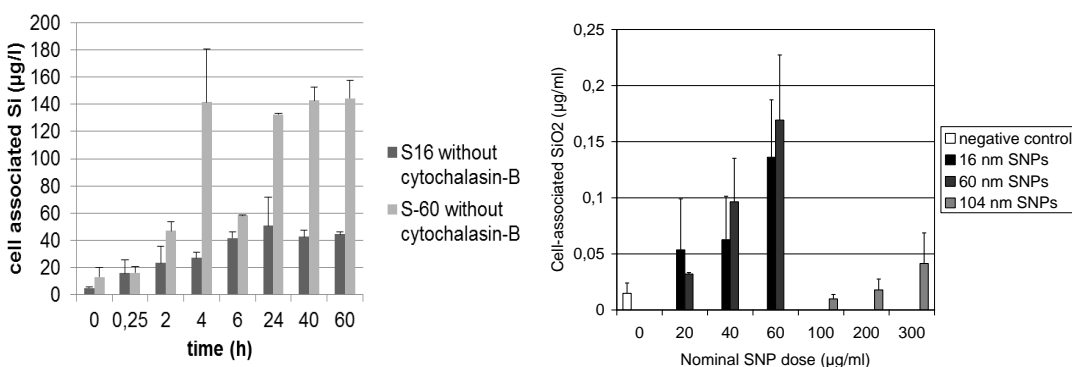 200
180
160
140
120
100
80
60
40
20
0
cell associated Si (µg/l)
0 0,25 2 4 6 24 40 60
time (h)
S16 without
cytochalasin-B
S-60 without
cytochalasin-B
0,25
0,2
0,15
0,1
0,05
0
Cell-associated SiO2 (µg/ml)
0 20 40 60 100 200 300
Nominal SNP dose (µg/ml)
negative control
16 nm SNPs
60 nm SNPs
104 nm SNPs